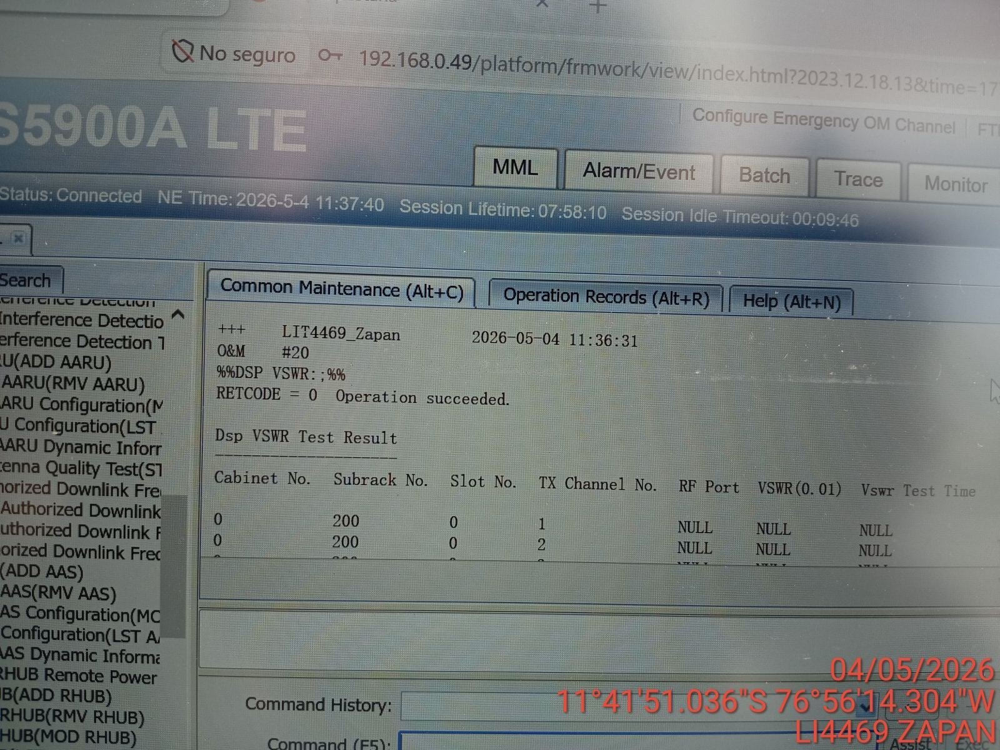 No seguro 192.168.0.49/platform/frmwork/view/index.html?2023.12.18.13&time=17
S5900A LTE
Configure Emergency OM Channel
MML Alarm/Event Batch Trace Monitor
Status: Connected NE Time: 2026-5-4 11:37:40 Session Lifetime: 07:58:10 Session Idle Timeout: 00:09:46
Search
Common Maintenance (Alt+C) Operation Records (Alt+R) Help (Alt+N)
Interference Detectio
erference Detection T
RU(ADD AARU)
AARU(RMV AARU)
AARU Configuration(M
U Configuration(LST
AARU Dynamic Inforr
tenna Quality Test(ST
horized Downlink Fre
Authorized Downlink
uthorized Downlink F
orized Downlink Frec
(ADD AAS)
AAS(RMV AAS)
AS Configuration(MC
Configuration(LST A
AAS Dynamic Informa
RHUB Remote Power
JB(ADD RHUB)
RHUB(RMV RHUB)
HUB(MOD RHUB)
+++ LIT4469_Zapan 2026-05-04 11:36:31
O&M #20
%%DSP VSWR:;%%
RETCODE = 0 Operation succeeded.
Dsp VSWR Test Result
--------------------
Cabinet No. Subrack No. Slot No. TX Channel No. RF Port VSWR(0.01) Vswr Test Time
0 200 0 1 NULL NULL NULL
0 200 0 2 NULL NULL NULL
Command History:
Command (F5): Assist
04/05/2026
11°41'51.036"S 76°56'14.304"W
LI4469 ZAPAN